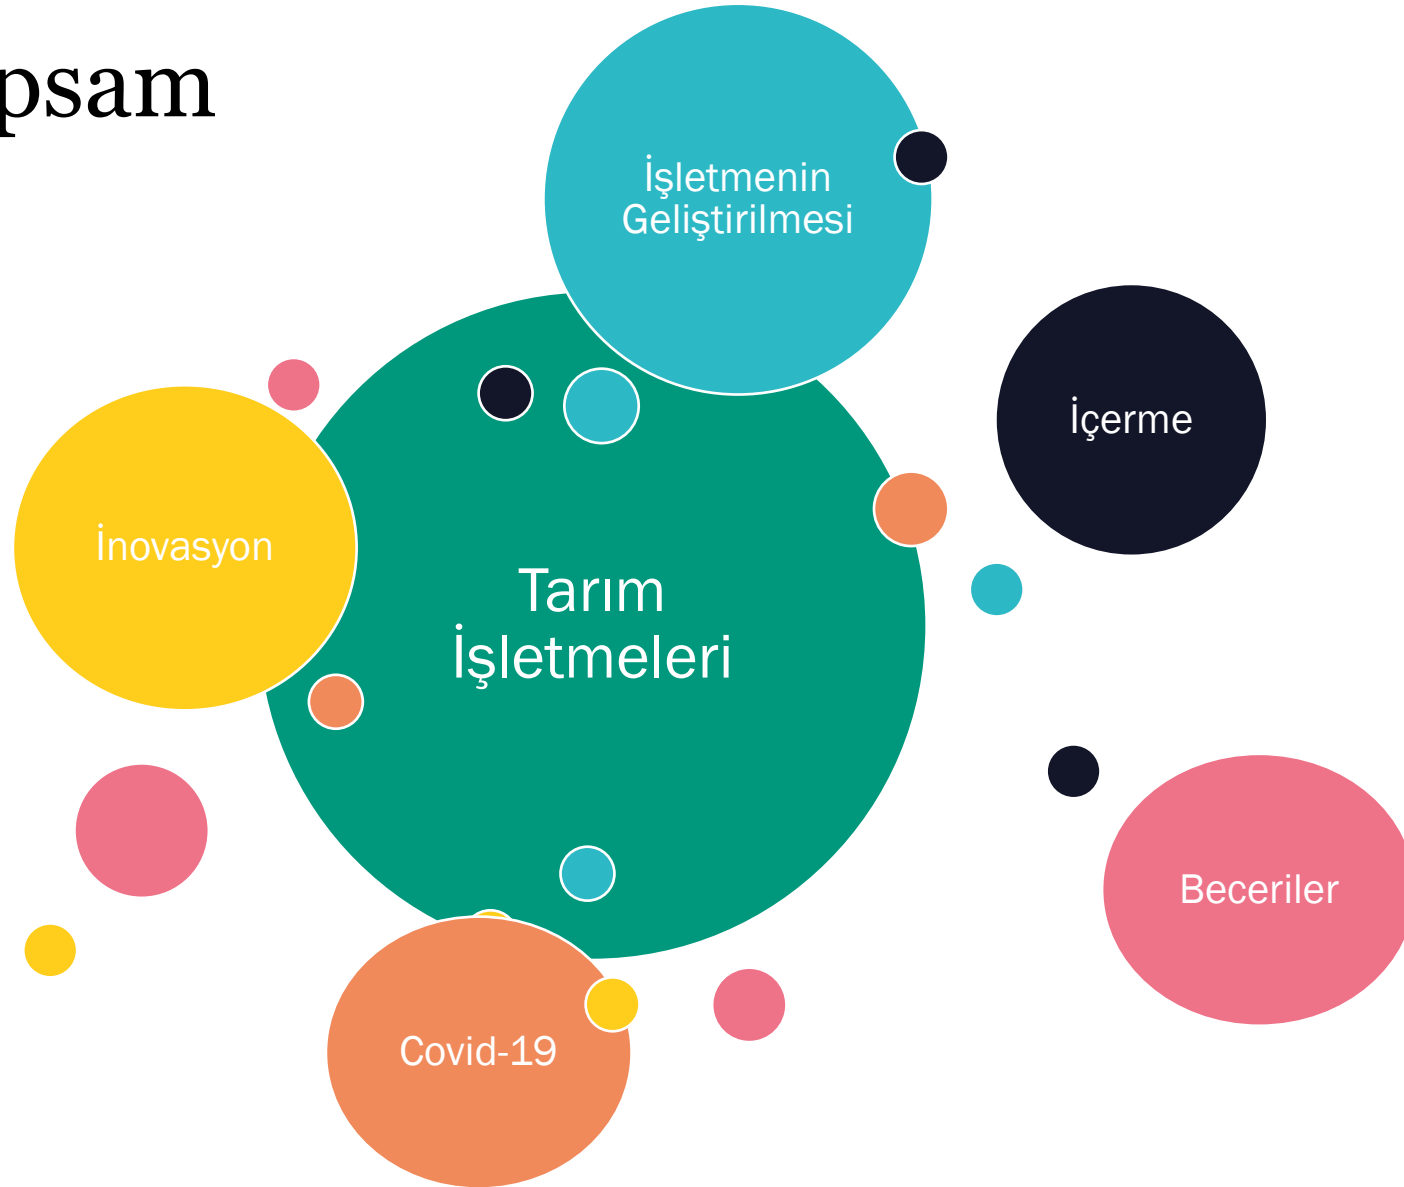 psam
İşletmenin
Geliştirilmesi
İçerme
İnovasyon
Tarım
İşletmeleri
Beceriler
Covid-19